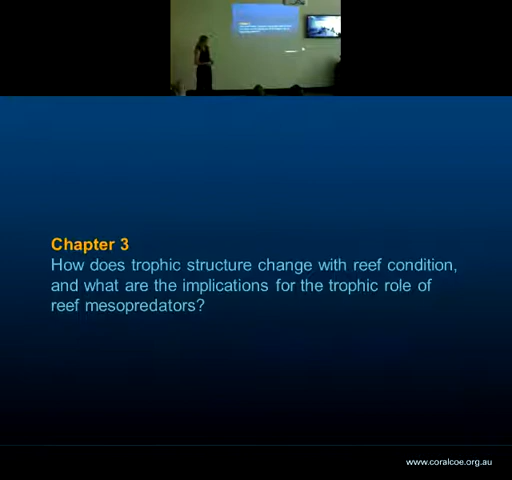 Chapter 3
How does trophic structure change with reef condition,
and what are the implications for the trophic role of
reef mesopredators?
www.coralcoe.org.au